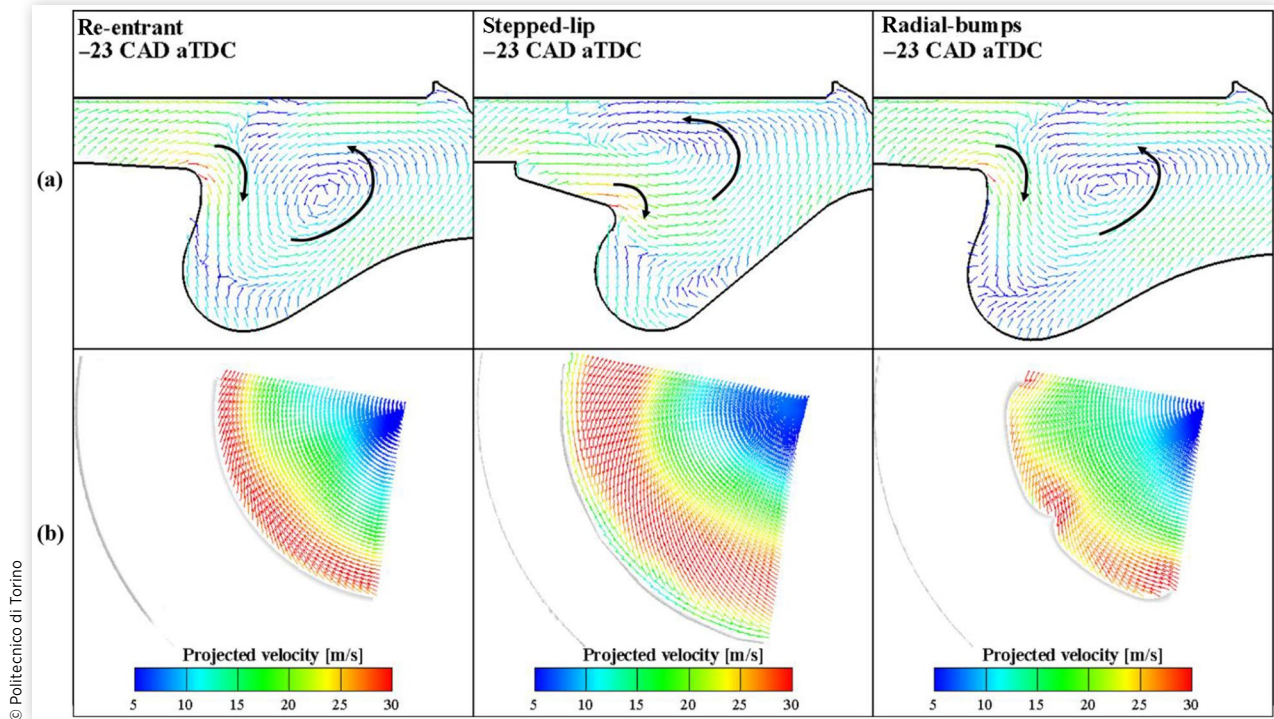 Re-entrant
–23 CAD aTDC
Stepped-lip
–23 CAD aTDC
Radial-bumps
–23 CAD aTDC
(a)
(b)
Projected velocity [m/s]
5 10 15 20 25 30
Projected velocity [m/s]
5 10 15 20 25 30
Projected velocity [m/s]
5 10 15 20 25 30
© Politecnico di Torino